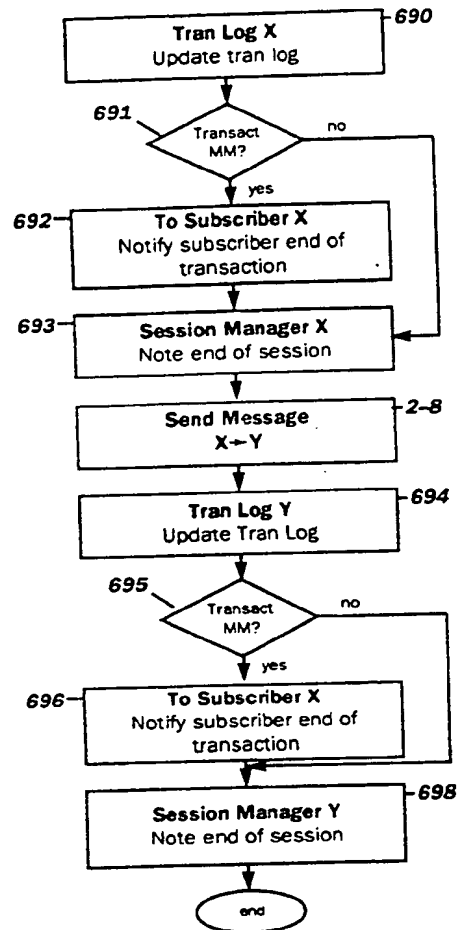 Tran Log X
Update tran log
690
691
Transact
MM?
no
yes
692
To Subscriber X
Notify subscriber end of
transaction
693
Session Manager X
Note end of session
Send Message
X→Y
2-8
Tran Log Y
Update Tran Log
694
695
Transact
MM?
no
yes
696
To Subscriber X
Notify subscriber end of
transaction
Session Manager Y
Note end of session
698
end